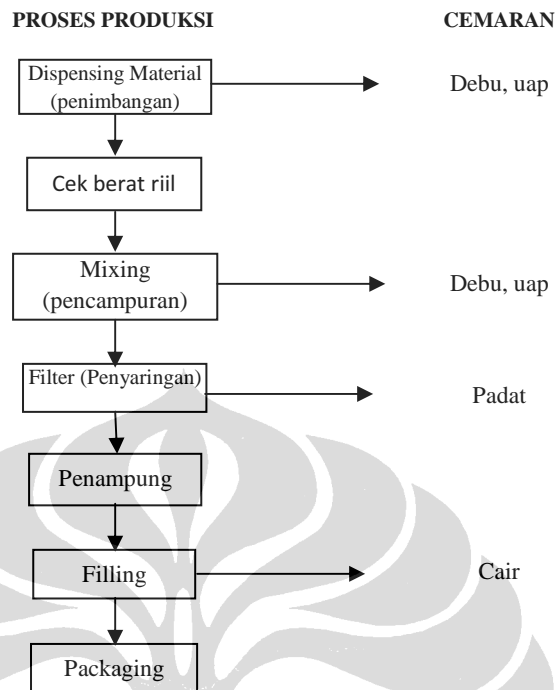 PROSES PRODUKSI
CEMARAN
Dispensing Material
(penimbangan)
Debu, uap
Cek berat riil
Mixing
(pencampuran)
Debu, uap
Filter (Penyaringan)
Padat
Penampung
Filling
Cair
Packaging